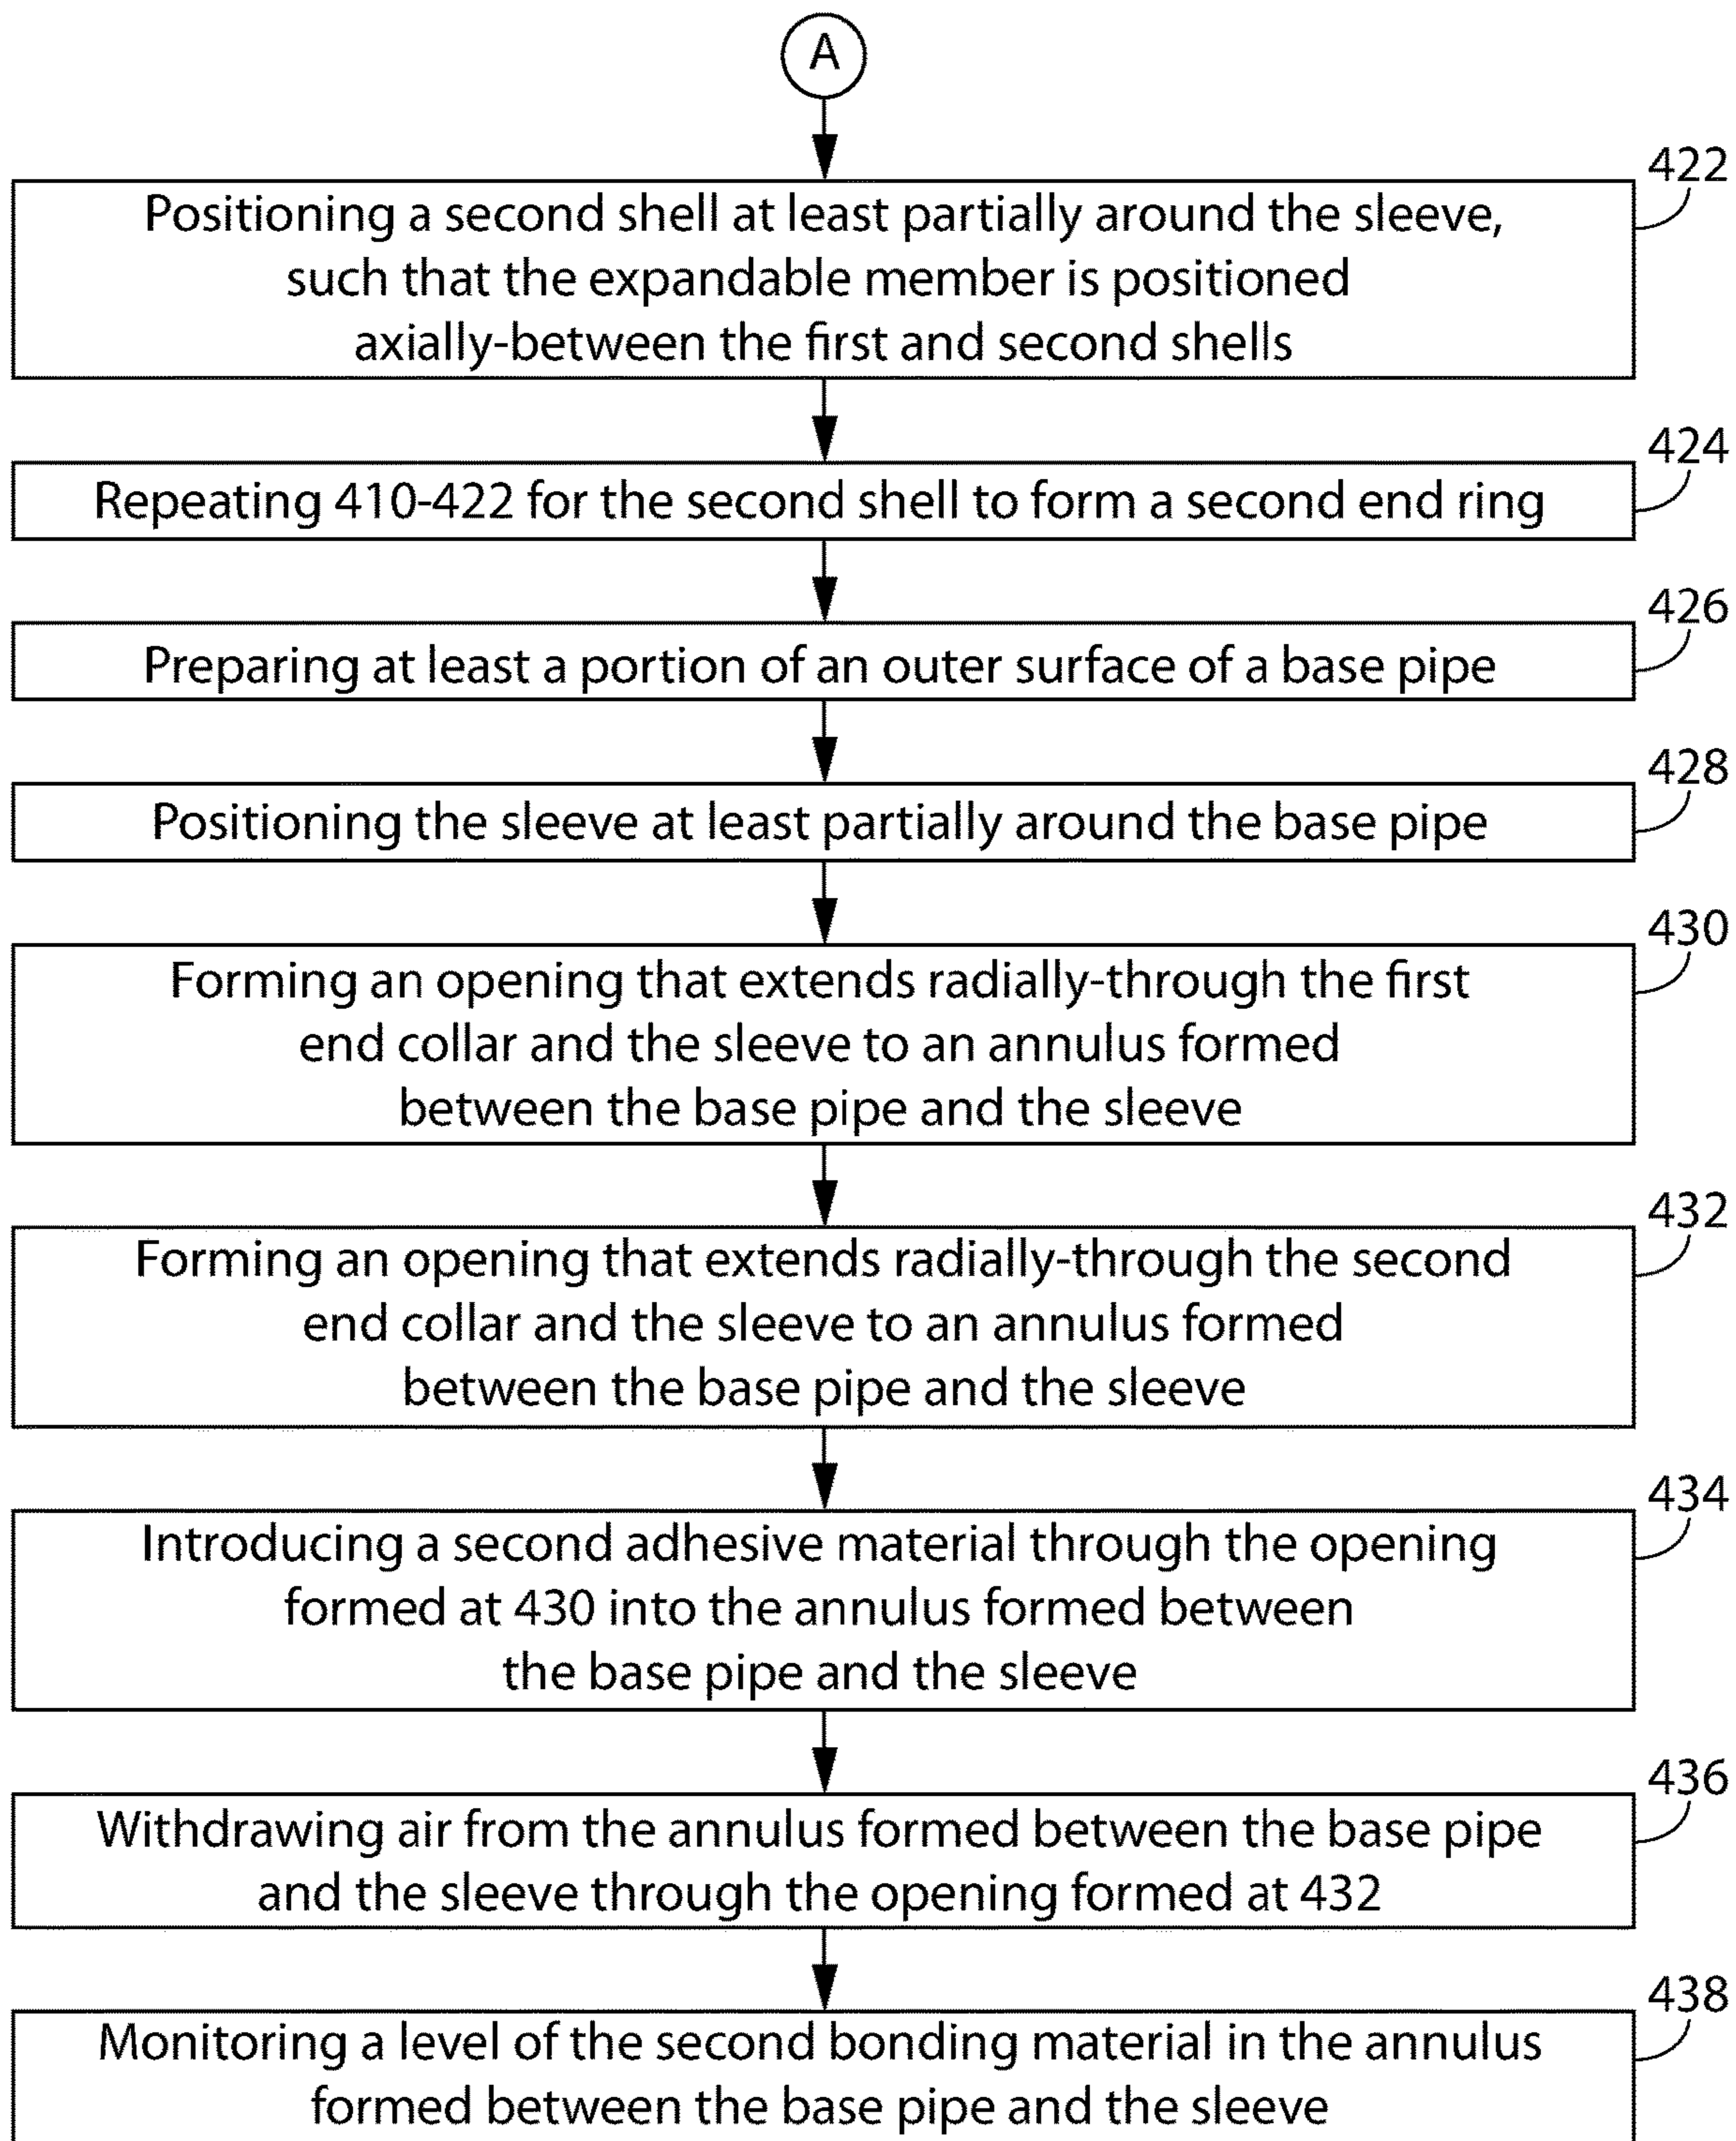 A
422
Positioning a second shell at least partially around the sleeve,
such that the expandable member is positioned
axially-between the first and second shells
424
Repeating 410-422 for the second shell to form a second end ring
426
Preparing at least a portion of an outer surface of a base pipe
428
Positioning the sleeve at least partially around the base pipe
430
Forming an opening that extends radially-through the first
end collar and the sleeve to an annulus formed
between the base pipe and the sleeve
432
Forming an opening that extends radially-through the second
end collar and the sleeve to an annulus formed
between the base pipe and the sleeve
434
Introducing a second adhesive material through the opening
formed at 430 into the annulus formed between
the base pipe and the sleeve
436
Withdrawing air from the annulus formed between the base pipe
and the sleeve through the opening formed at 432
438
Monitoring a level of the second bonding material in the annulus
formed between the base pipe and the sleeve